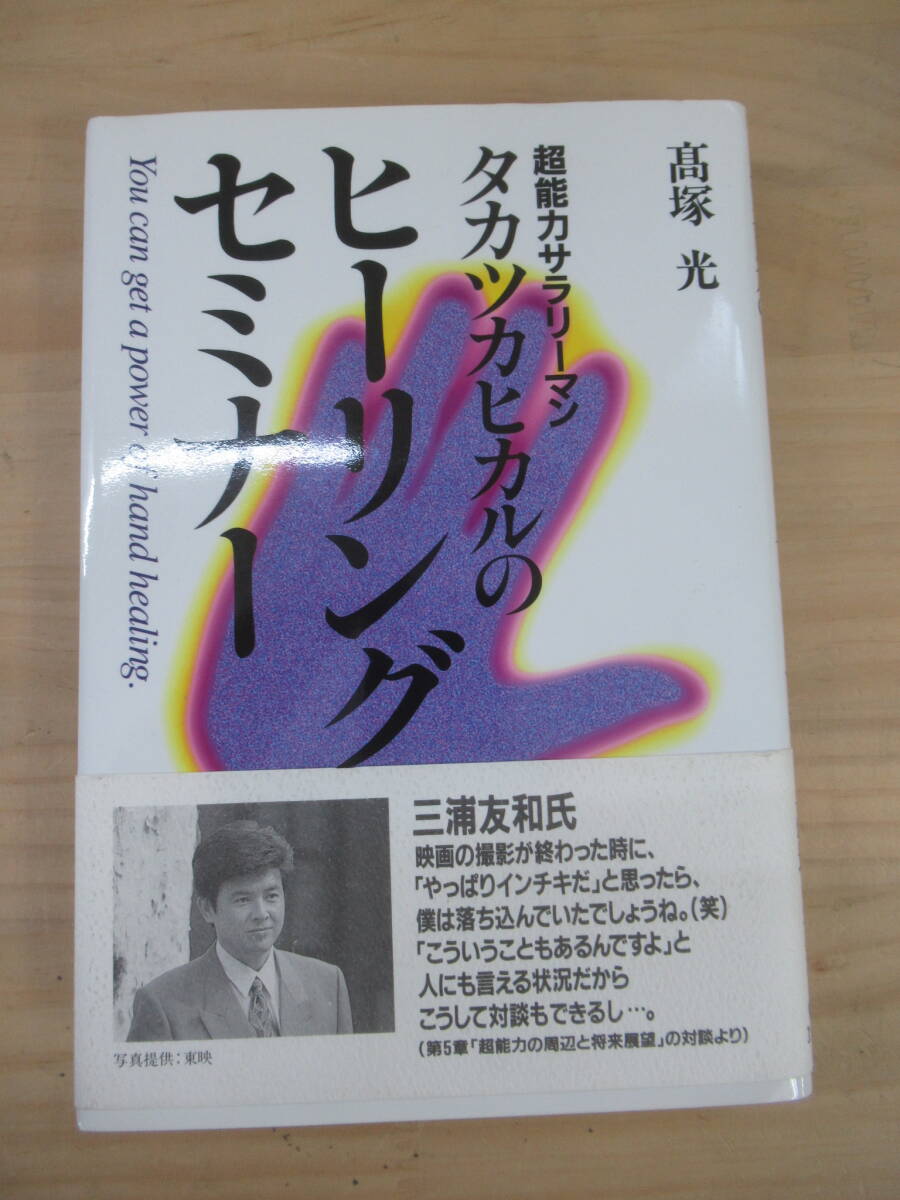 髙塚 光
超能力サラリーマン
タカツカヒカルの
ヒーリング
セミナー
You can get a power of hand healing.
三浦友和氏
映画の撮影が終わった時に、
「やっぱりインチキだ」と思ったら、
僕は落ち込んでいたでしょうね。(笑)
「こういうこともあるんですよ」と
人にも言える状況だから
こうして対談もできるし…。
(第5章「超能力の周辺と将来展望」の対談より)
写真提供:東映